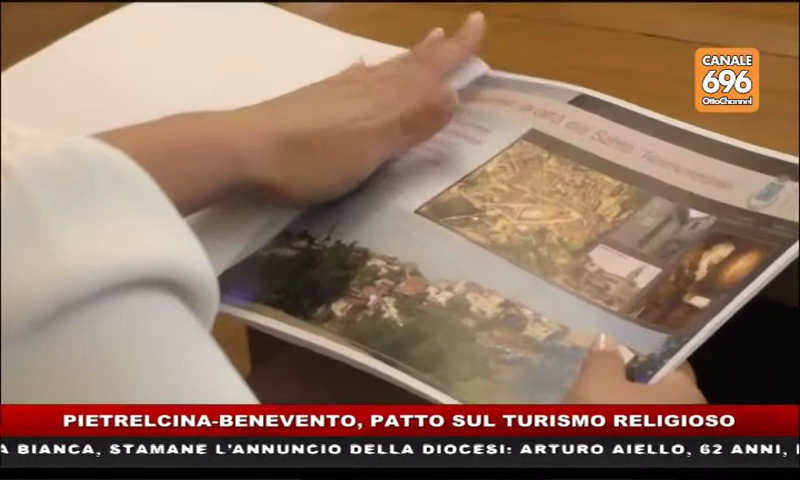 CANALE
696
OttoChannel
PIETRELCINA-BENEVENTO, PATTO SUL TURISMO RELIGIOSO
A BIANCA, STAMANE L'ANNUNCIO DELLA DIOCESI: ARTURO AIELLO, 62 ANNI,